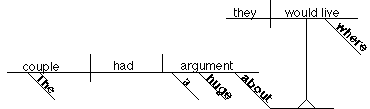 they would live
where
couple had argument
The a huge about